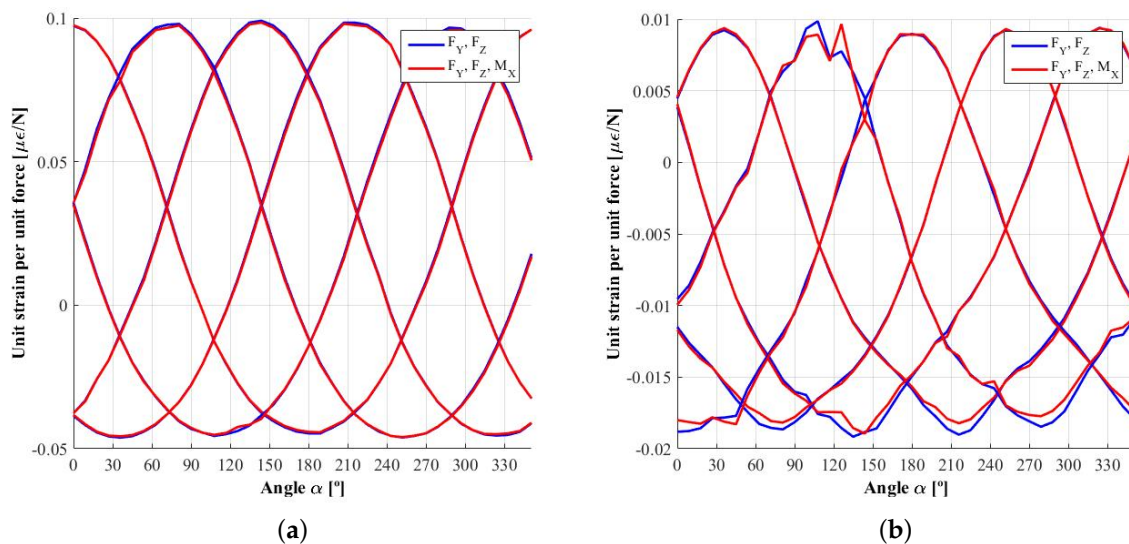 0.1
0.05
0
-0.05
Unit strain per unit force [με/N]
0 30 60 90 120 150 180 210 240 270 300 330
Angle α [º]
F_Y, F_Z
F_Y, F_Z, M_X
(a)
0.01
0.005
0
-0.005
-0.01
-0.015
-0.02
Unit strain per unit force [με/N]
0 30 60 90 120 150 180 210 240 270 300 330
Angle α [º]
F_Y, F_Z
F_Y, F_Z, M_X
(b)